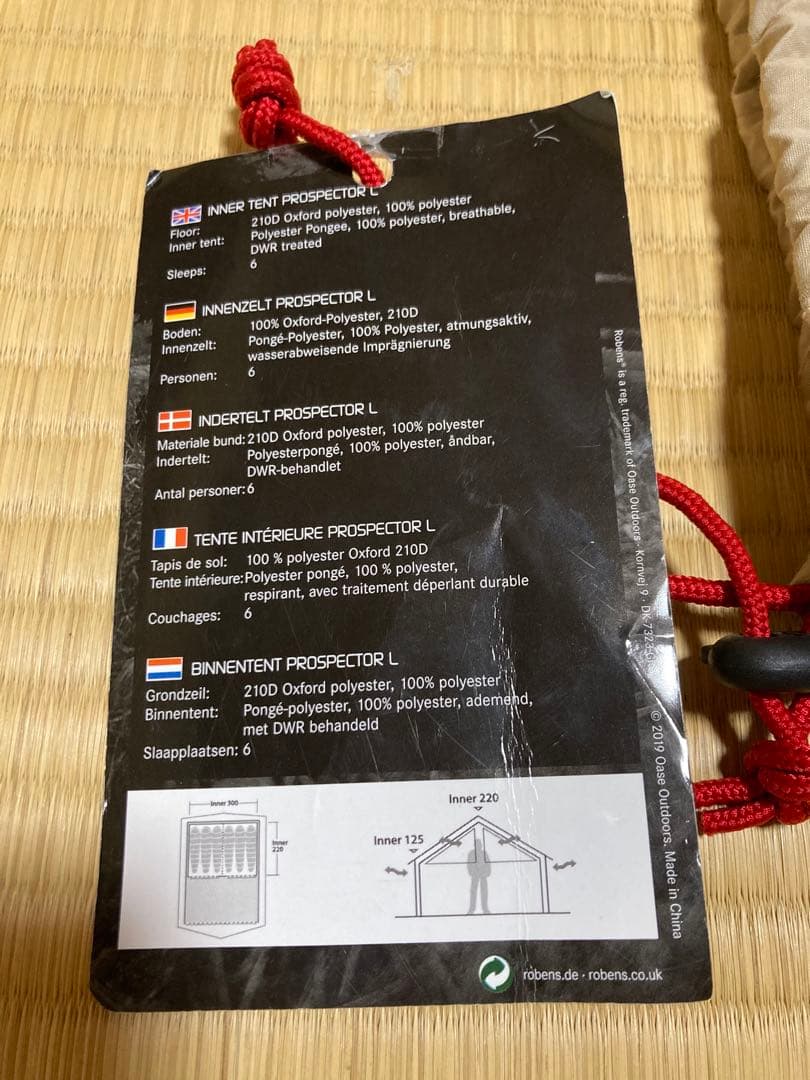 INNER TENT PROSPECTOR L
Floor: 210D Oxford polyester, 100% polyester
Inner tent: Polyester Pongee, 100% polyester, breathable,
DWR treated
Sleeps: 6
INNENZELT PROSPECTOR L
Boden: 100% Oxford-Polyester, 210D
Innenzelt: Pongé-Polyester, 100% Polyester, atmungsaktiv,
wasserabweisende Imprägnierung
Personen: 6
INDERTELT PROSPECTOR L
Materiale bund: 210D Oxford polyester, 100% polyester
Indertelt: Polyesterpongé, 100% polyester, åndbar,
DWR-behandlet
Antal personer: 6
TENTE INTÉRIEURE PROSPECTOR L
Tapis de sol: 100 % polyester Oxford 210D
Tente intérieure: Polyester pongé, 100 % polyester,
respirant, avec traitement déperlant durable
Couchages: 6
BINNENTENT PROSPECTOR L
Grondzeil: 210D Oxford polyester, 100% polyester
Binnentent: Pongé-polyester, 100% polyester, ademend,
met DWR behandeld
Slaapplaatsen: 6
Inner 300
Inner
220
Inner 220
Inner 125
robens.de · robens.co.uk
Robens® is a reg. trademark of Oase Outdoors · Kornvej 9 · DK-7323 © 2019 Oase Outdoors. Made in China